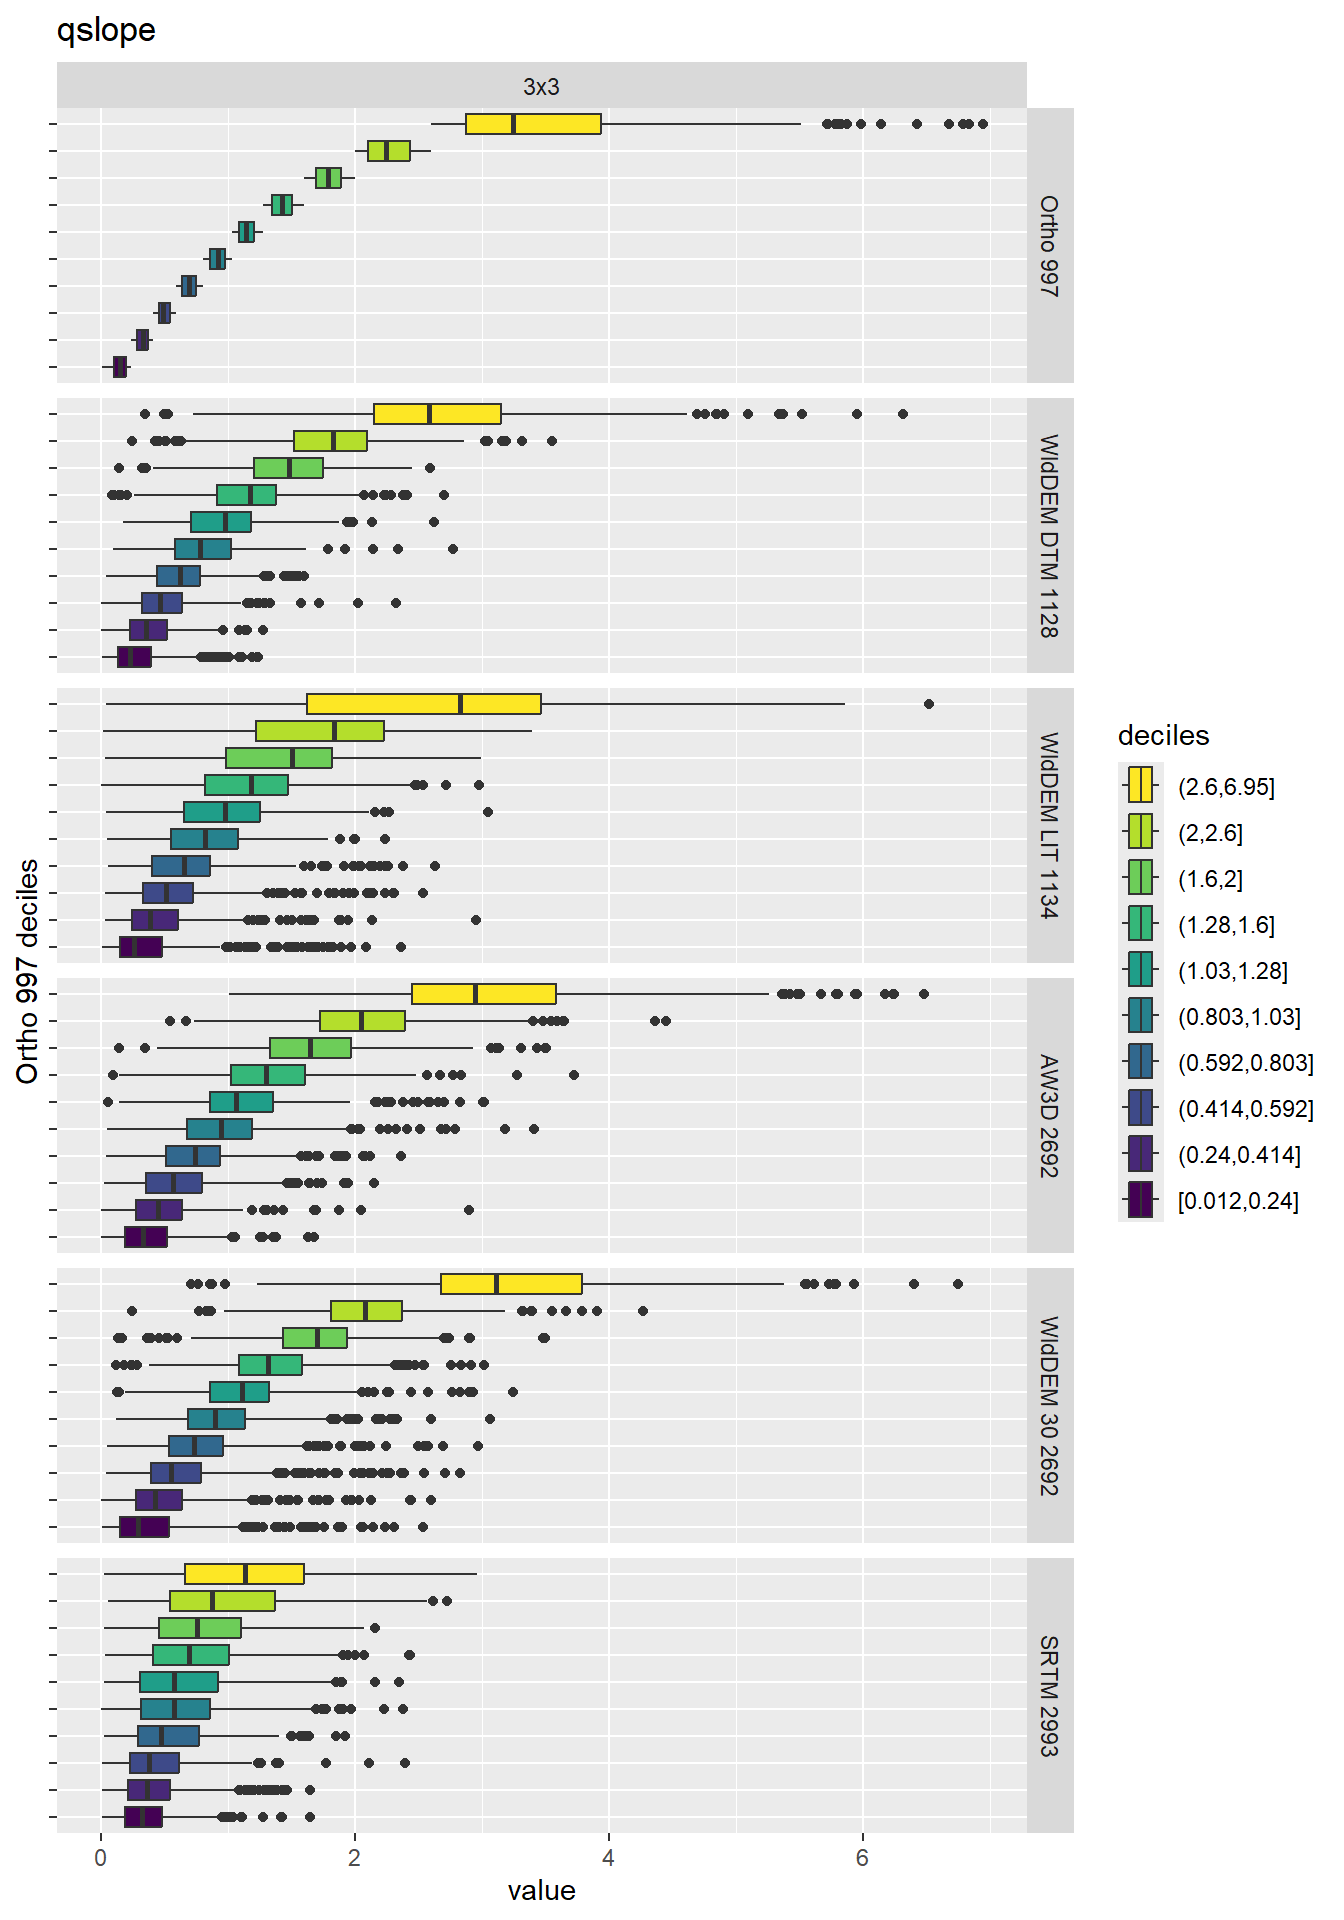 qslope
3x3
Ortho 997
WldDEM DTM 1128
WldDEM LIT 1134
AW3D 2692
WldDEM 30 2692
SRTM 2993
Ortho 997 deciles
0 2 4 6
value
deciles
(2.6,6.95]
(2,2.6]
(1.6,2]
(1.28,1.6]
(1.03,1.28]
(0.803,1.03]
(0.592,0.803]
(0.414,0.592]
(0.24,0.414]
[0.012,0.24]